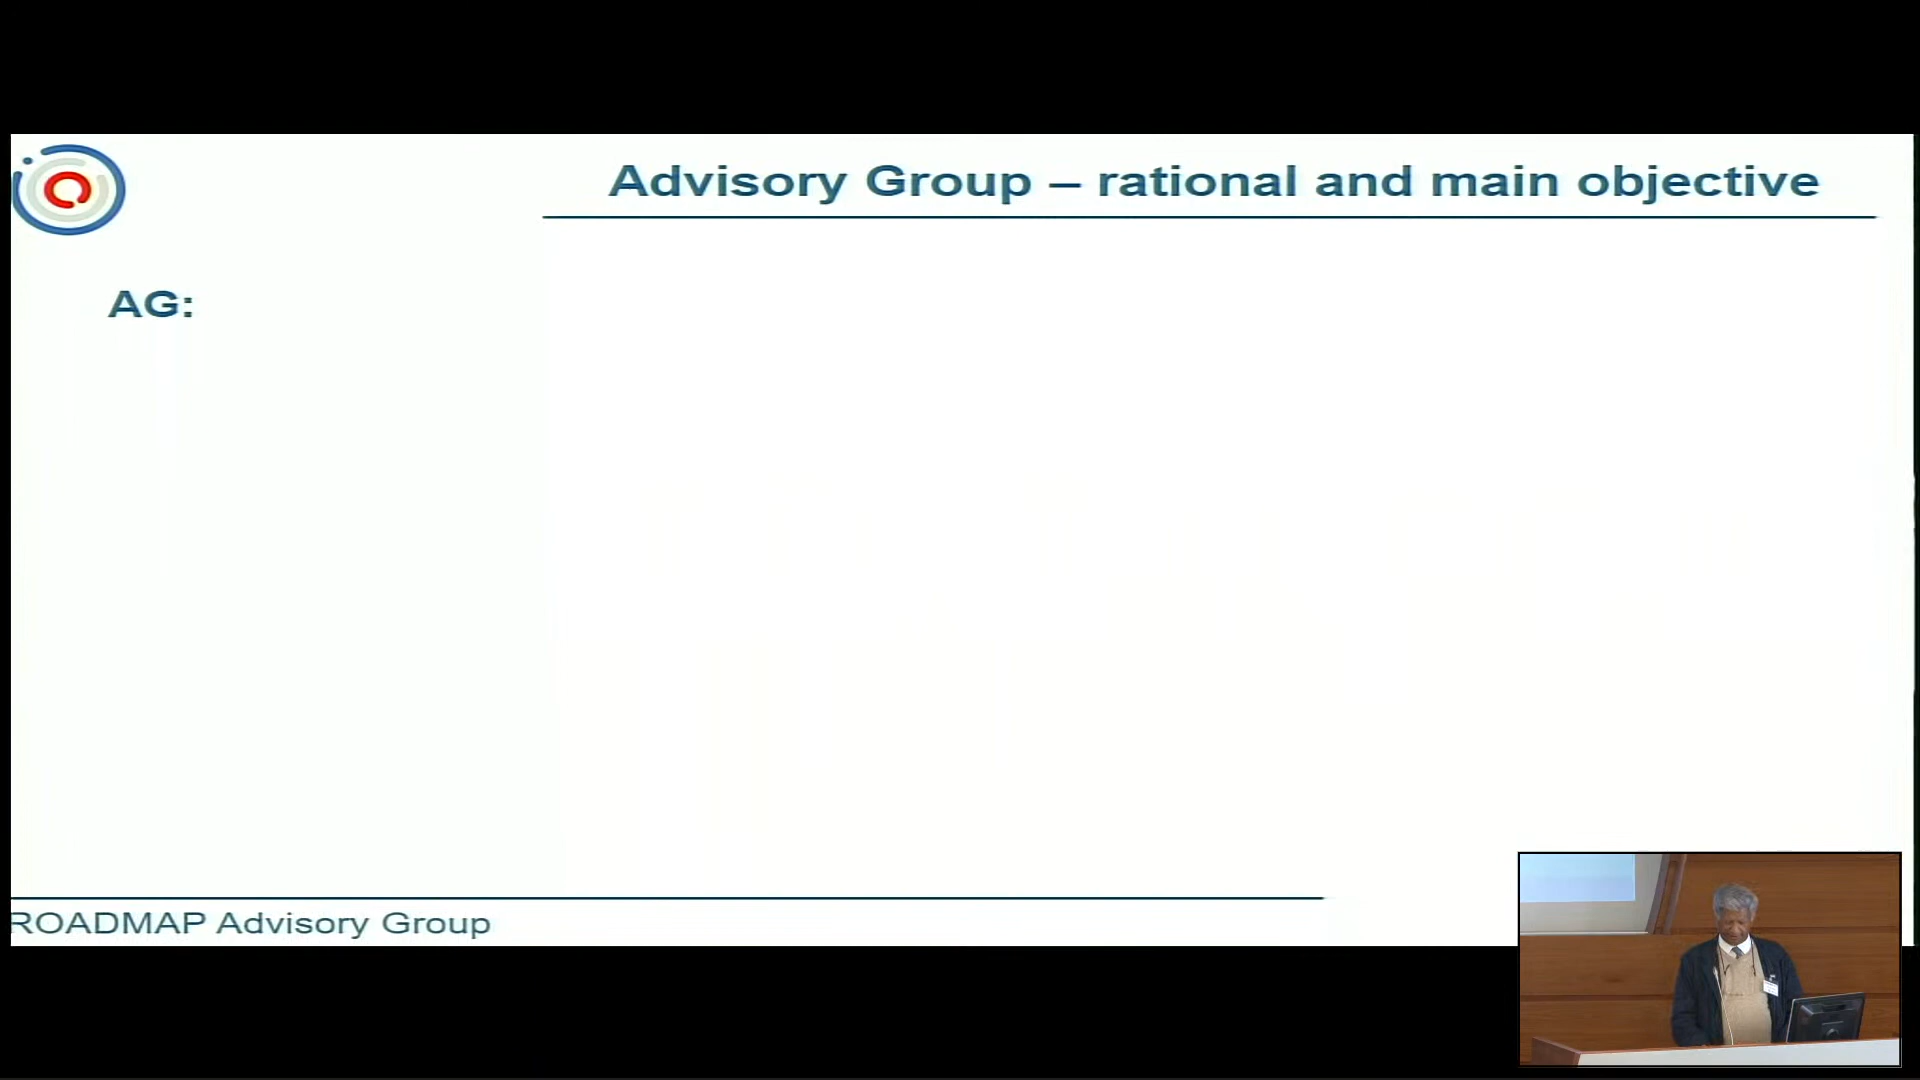 Advisory Group – rational and main objective
AG:
ROADMAP Advisory Group